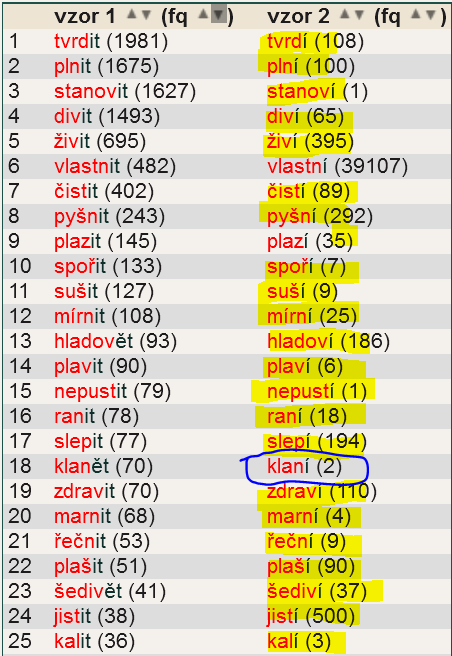 vzor 1 ▲▼ (fq ▲▼) vzor 2 ▲▼ (fq ▲▼)
1 tvrdit (1981) tvrdí (108)
2 plnit (1675) plní (100)
3 stanovit (1627) stanoví (1)
4 divit (1493) diví (65)
5 živit (695) živí (395)
6 vlastnit (482) vlastní (39107)
7 čistit (402) čistí (89)
8 pyšnit (243) pyšní (292)
9 plazit (145) plazí (35)
10 spořit (133) spoří (7)
11 sušit (127) suší (9)
12 mírnit (108) mírní (25)
13 hladovět (93) hladoví (186)
14 plavit (90) plaví (6)
15 nepustit (79) nepustí (1)
16 ranit (78) raní (18)
17 slepit (77) slepí (194)
18 klanět (70) klaní (2)
19 zdravit (70) zdraví (110)
20 marnit (68) marní (4)
21 řečnit (53) řeční (9)
22 plašit (51) plaší (90)
23 šedivět (41) šediví (37)
24 jistit (38) jistí (500)
25 kalit (36) kalí (3)